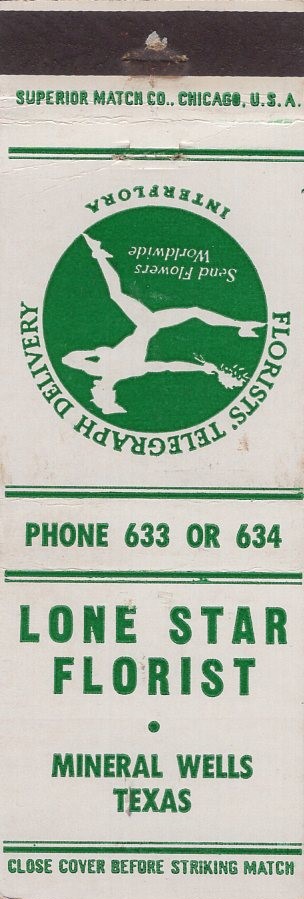 SUPERIOR MATCH CO., CHICAGO, U.S.A.
INTERFLORA
Send Flowers
Worldwide
FLORISTS' TELEGRAPH DELIVERY
PHONE 633 OR 634
LONE STAR
FLORIST
•
MINERAL WELLS
TEXAS
CLOSE COVER BEFORE STRIKING MATCH